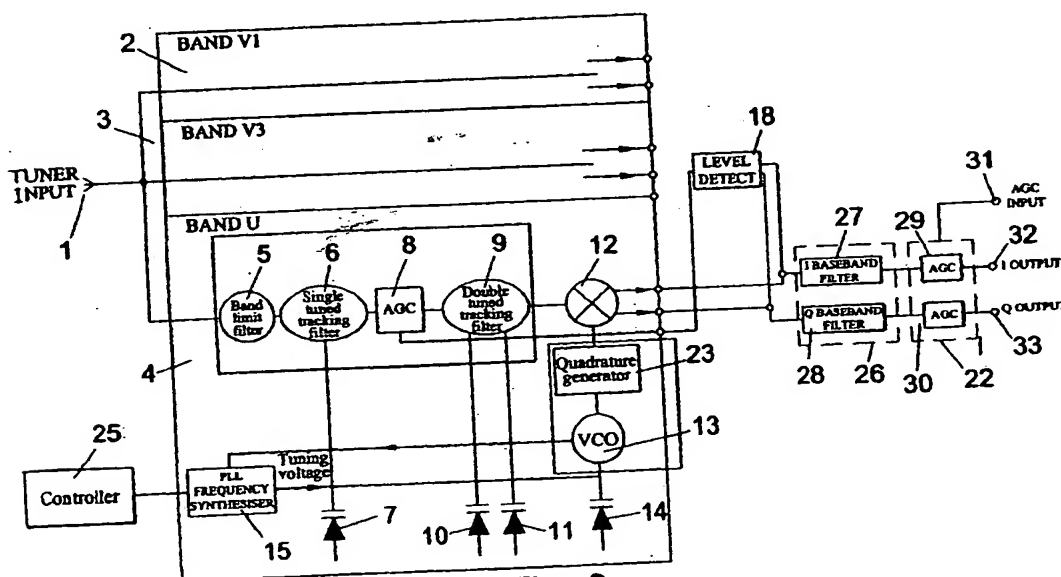 BAND V1
2
3
BAND V3
18
LEVEL
DETECT
31
AGC
INPUT
TUNER
INPUT
1
BAND U
5
6
8
9
12
27
29
32
I BASEBAND
FILTER
AGC
I OUTPUT
Band
limit
filter
Single
tuned
tracking
filter
AGC
Double
tuned
tracking
filter
Q BASEBAND
FILTER
AGC
Q OUTPUT
33
4
Quadrature
generator
23
28
26
30
22
25
VCO
13
Tuning
voltage
Controller
PLL
FREQUENCY
SYNTHESISER
15
7
10
11
14